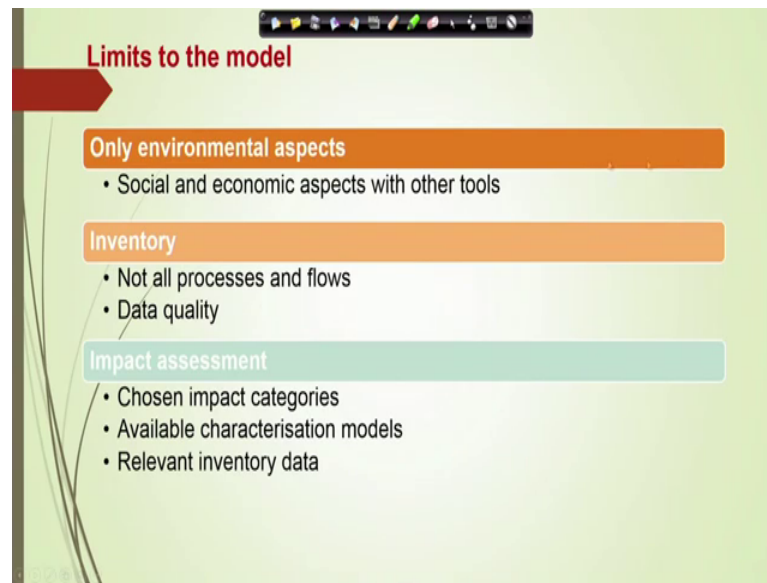 Limits to the model
Only environmental aspects
• Social and economic aspects with other tools
Inventory
• Not all processes and flows
• Data quality
Impact assessment
• Chosen impact categories
• Available characterisation models
• Relevant inventory data